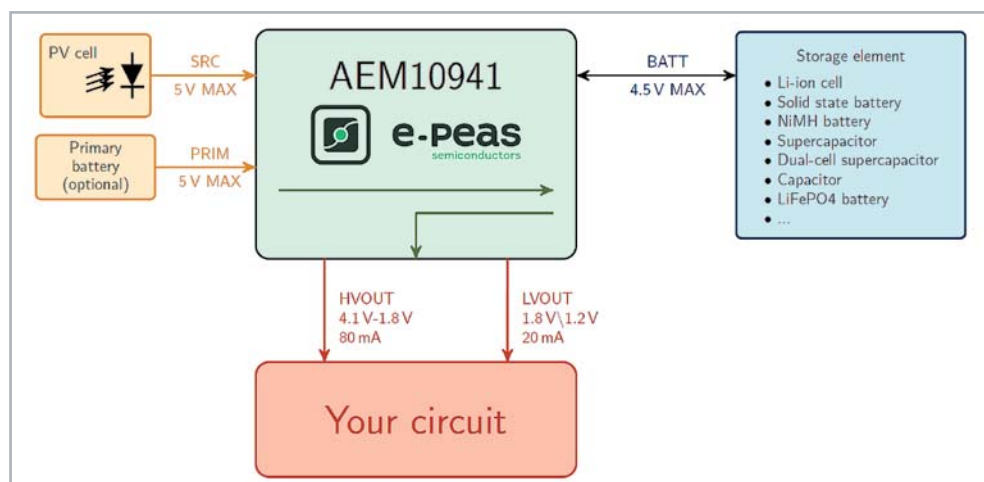 PV cell
SRC
5 V MAX
Primary
battery
(optional)
PRIM
5 V MAX
AEM10941
e-peas
semiconductors
BATT
4.5 V MAX
Storage element
• Li-ion cell
• Solid state battery
• NiMH battery
• Supercapacitor
• Dual-cell supercapacitor
• Capacitor
• LiFePO4 battery
• ...
HVOUT
4.1 V-1.8 V
80 mA
LVOUT
1.8 V\1.2 V
20 mA
Your circuit